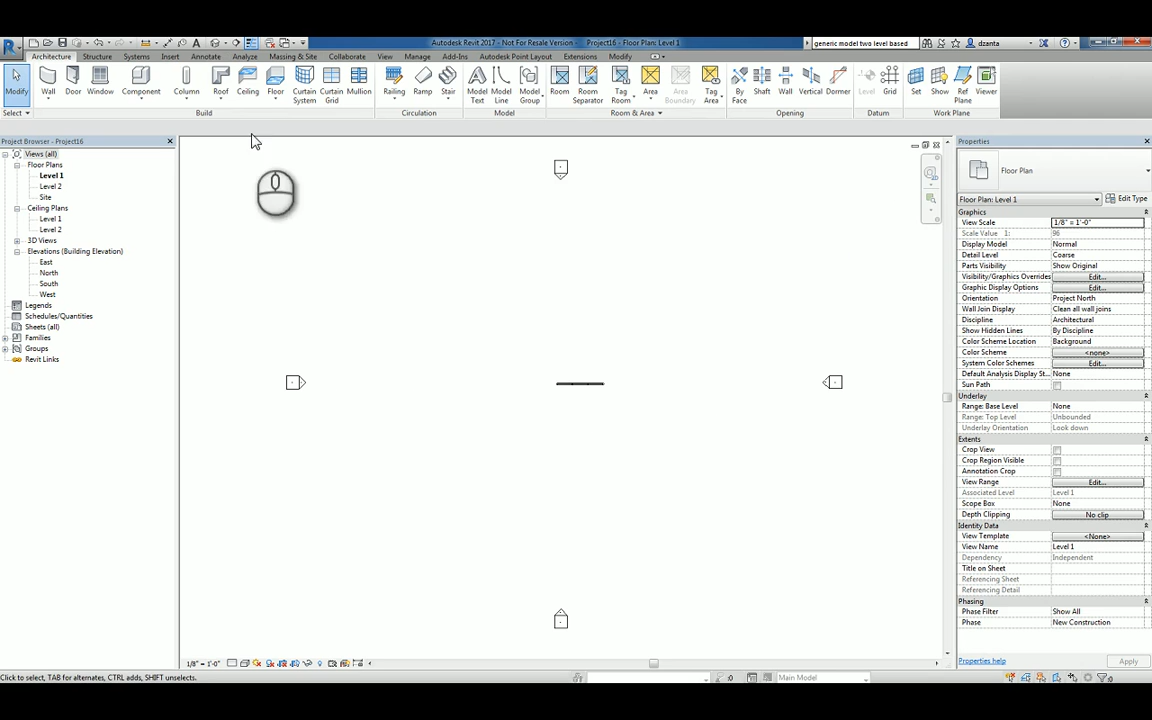 Autodesk Revit 2017 - Not For Resale Version - Project16 - Floor Plan: Level 1
generic model two level based
dzanta
Architecture Structure Systems Insert Annotate Analyze Massing & Site Collaborate View Manage Add-Ins Autodesk Point Layout Extensions Modify
Modify Wall Door Window Component Column Roof Ceiling Floor Curtain System Curtain Grid Mullion Railing Ramp Stair Model Text Model Line Model Group Room Room Separator Tag Room Area Area Boundary Tag Area By Face Shaft Wall Vertical Dormer Level Grid Set Show Ref Plane Viewer
Select Build Circulation Model Room & Area Opening Datum Work Plane
Project Browser - Project16
Views (all)
Floor Plans
Level 1
Level 2
Site
Ceiling Plans
Level 1
Level 2
3D Views
Elevations (Building Elevation)
East
North
South
West
Legends
Schedules/Quantities
Sheets (all)
Families
Groups
Revit Links
Properties
Floor Plan
Floor Plan: Level 1 Edit Type
Graphics
View Scale 1/8" = 1'-0"
Scale Value 1: 96
Display Model Normal
Detail Level Coarse
Parts Visibility Show Original
Visibility/Graphics Overrides Edit...
Graphic Display Options Edit...
Orientation Project North
Wall Join Display Clean all wall joins
Discipline Architectural
Show Hidden Lines By Discipline
Color Scheme Location Background
Color Scheme <none>
System Color Schemes Edit...
Default Analysis Display St... None
Sun Path
Underlay
Range: Base Level None
Range: Top Level Unbounded
Underlay Orientation Look down
Extents
Crop View
Crop Region Visible
Annotation Crop
View Range Edit...
Associated Level Level 1
Scope Box None
Depth Clipping No clip
Identity Data
View Template <None>
View Name Level 1
Dependency Independent
Title on Sheet
Referencing Sheet
Referencing Detail
Phasing
Phase Filter Show All
Phase New Construction
Properties help Apply
1/8" = 1'-0"
Click to select, TAB for alternates, CTRL adds, SHIFT unselects.
:0
Main Model
:0